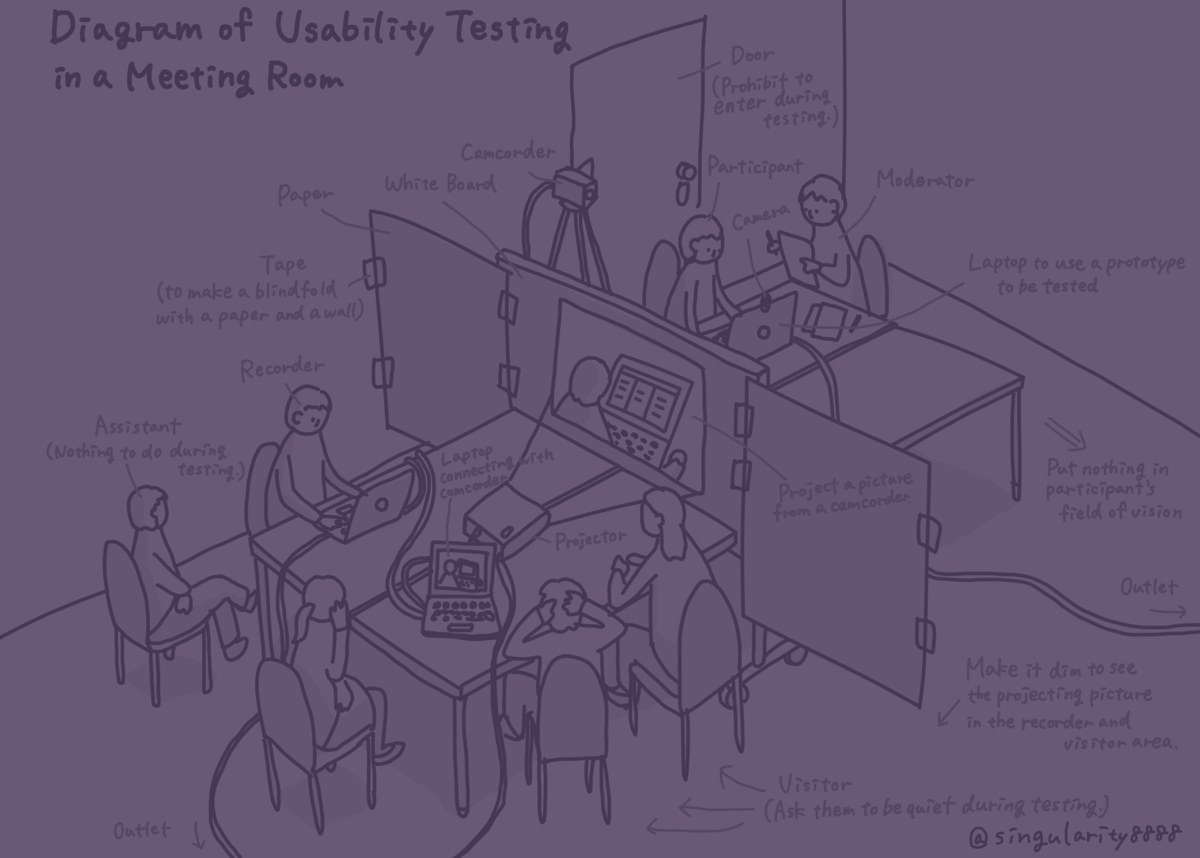 Diagram of Usability Testing
in a Meeting Room
Door
(Prohibit to
enter during
testing.)
Camcorder
Participant
White Board
Moderator
Paper
Camera
Laptop to use a prototype
to be tested
Tape
(to make a blindfold
with a paper and a wall)
Recorder
Assistant
(Nothing to do during
testing.)
Laptop
connecting with
camcorder
Project a picture
from a camcorder.
Put nothing in
participant's
field of vision
Projector
Outlet
Make it dim to see
the projecting picture
in the recorder and
visitor area.
Visitor
(Ask them to be quiet during testing.)
Outlet
@singularity8888